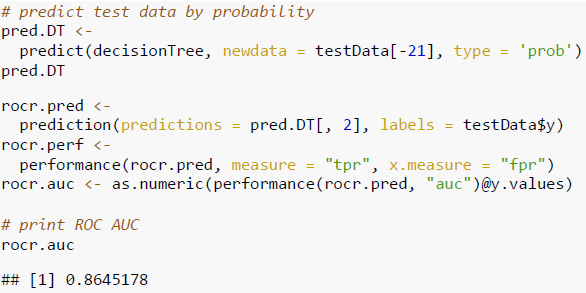 # predict test data by probability
pred.DT <-
predict(decisionTree, newdata = testData[-21], type = 'prob')
pred.DT
rocr.pred <-
prediction(predictions = pred.DT[, 2], labels = testData$y)
rocr.perf <-
performance(rocr.pred, measure = "tpr", x.measure = "fpr")
rocr.auc <- as.numeric(performance(rocr.pred, "auc")@y.values)
# print ROC AUC
rocr.auc
## [1] 0.8645178